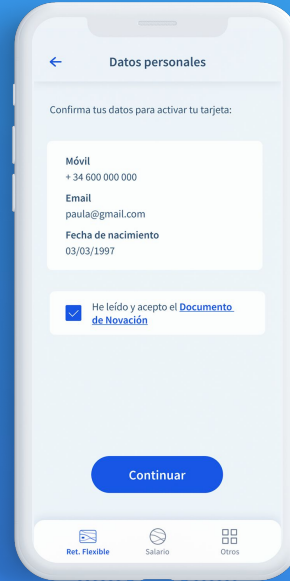 Datos personales
Confirma tus datos para activar tu tarjeta:
Móvil
+ 34 600 000 000
Email
paula@gmail.com
Fecha de nacimiento
03/03/1997
He leído y acepto el Documento
de Novación
Continuar
Ret. Flexible
Salario
Otros